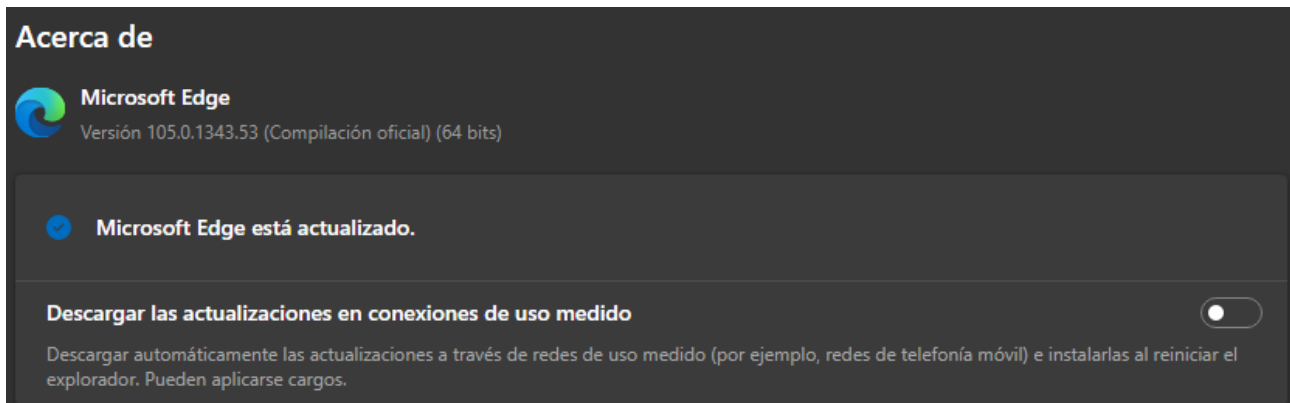 Acerca de
Microsoft Edge
Versión 105.0.1343.53 (Compilación oficial) (64 bits)
Microsoft Edge está actualizado.
Descargar las actualizaciones en conexiones de uso medido
Descargar automáticamente las actualizaciones a través de redes de uso medido (por ejemplo, redes de telefonía móvil) e instalarlas al reiniciar el
explorador. Pueden aplicarse cargos.